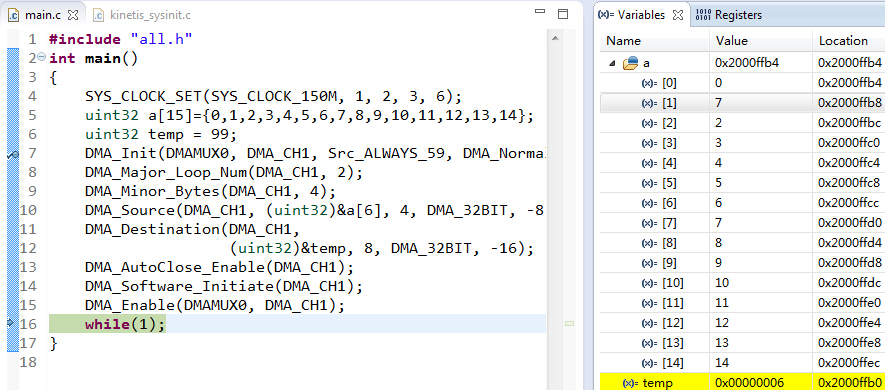 main.c kinetis_sysinit.c
1 #include "all.h"
2 int main()
3 {
4 SYS_CLOCK_SET(SYS_CLOCK_150M, 1, 2, 3, 6);
5 uint32 a[15]={0,1,2,3,4,5,6,7,8,9,10,11,12,13,14};
6 uint32 temp = 99;
7 DMA_Init(DMAMUX0, DMA_CH1, Src_ALWAYS_59, DMA_Norma
8 DMA_Major_Loop_Num(DMA_CH1, 2);
9 DMA_Minor_Bytes(DMA_CH1, 4);
10 DMA_Source(DMA_CH1, (uint32)&a[6], 4, DMA_32BIT, -8
11 DMA_Destination(DMA_CH1,
12 (uint32)&temp, 8, DMA_32BIT, -16);
13 DMA_AutoClose_Enable(DMA_CH1);
14 DMA_Software_Initiate(DMA_CH1);
15 DMA_Enable(DMAMUX0, DMA_CH1);
16 while(1);
17 }
18
(x)= Variables 1010 0101 Registers
Name Value Location
a 0x2000ffb4 0x2000ffb4
(x)= [0] 0 0x2000ffb4
(x)= [1] 7 0x2000ffb8
(x)= [2] 2 0x2000ffbc
(x)= [3] 3 0x2000ffc0
(x)= [4] 4 0x2000ffc4
(x)= [5] 5 0x2000ffc8
(x)= [6] 6 0x2000ffcc
(x)= [7] 7 0x2000ffd0
(x)= [8] 8 0x2000ffd4
(x)= [9] 9 0x2000ffd8
(x)= [10] 10 0x2000ffdc
(x)= [11] 11 0x2000ffe0
(x)= [12] 12 0x2000ffe4
(x)= [13] 13 0x2000ffe8
(x)= [14] 14 0x2000ffec
(x)= temp 0x00000006 0x2000ffb0